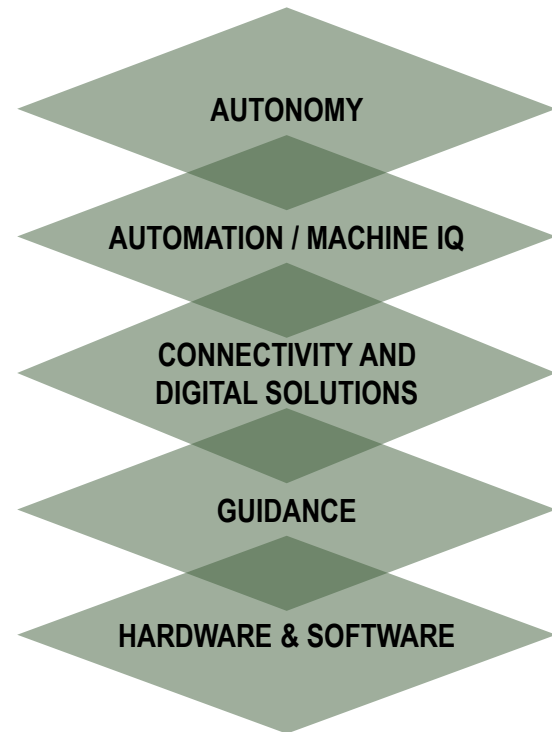 AUTONOMY
AUTOMATION / MACHINE IQ
CONNECTIVITY AND
DIGITAL SOLUTIONS
GUIDANCE
HARDWARE & SOFTWARE